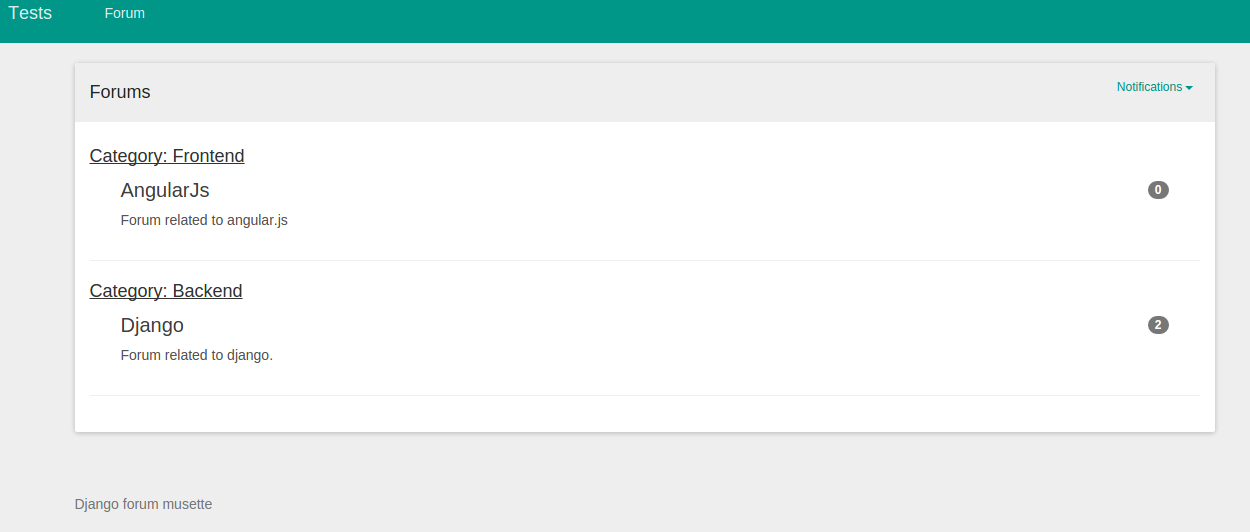 Tests Forum
Forums Notifications
Category: Frontend
AngularJs 0
Forum related to angular.js
Category: Backend
Django 2
Forum related to django.
Django forum musette